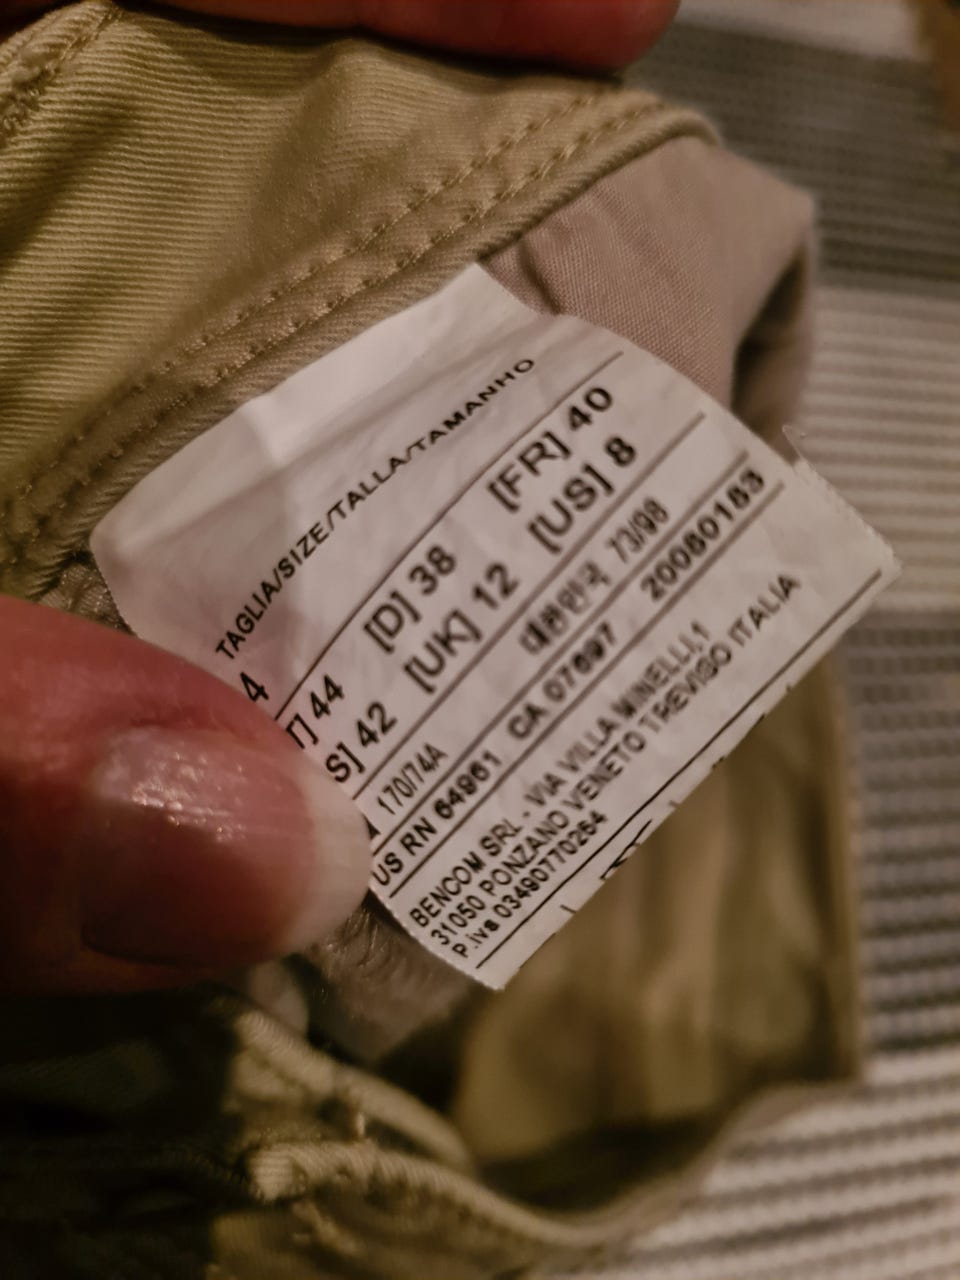 TAGLIA/SIZE/TALLA/TAMANHO
T] 44 [D] 38 [FR] 40
S] 42 [UK] 12 [US] 8
170/74A 대한민국 73/98
US RN 64961 CA 07697 20080183
BENCOM SRL - VIA VILLA MINELLI,1
31050 PONZANO VENETO TREVISO ITALIA
P.iva 03490770264